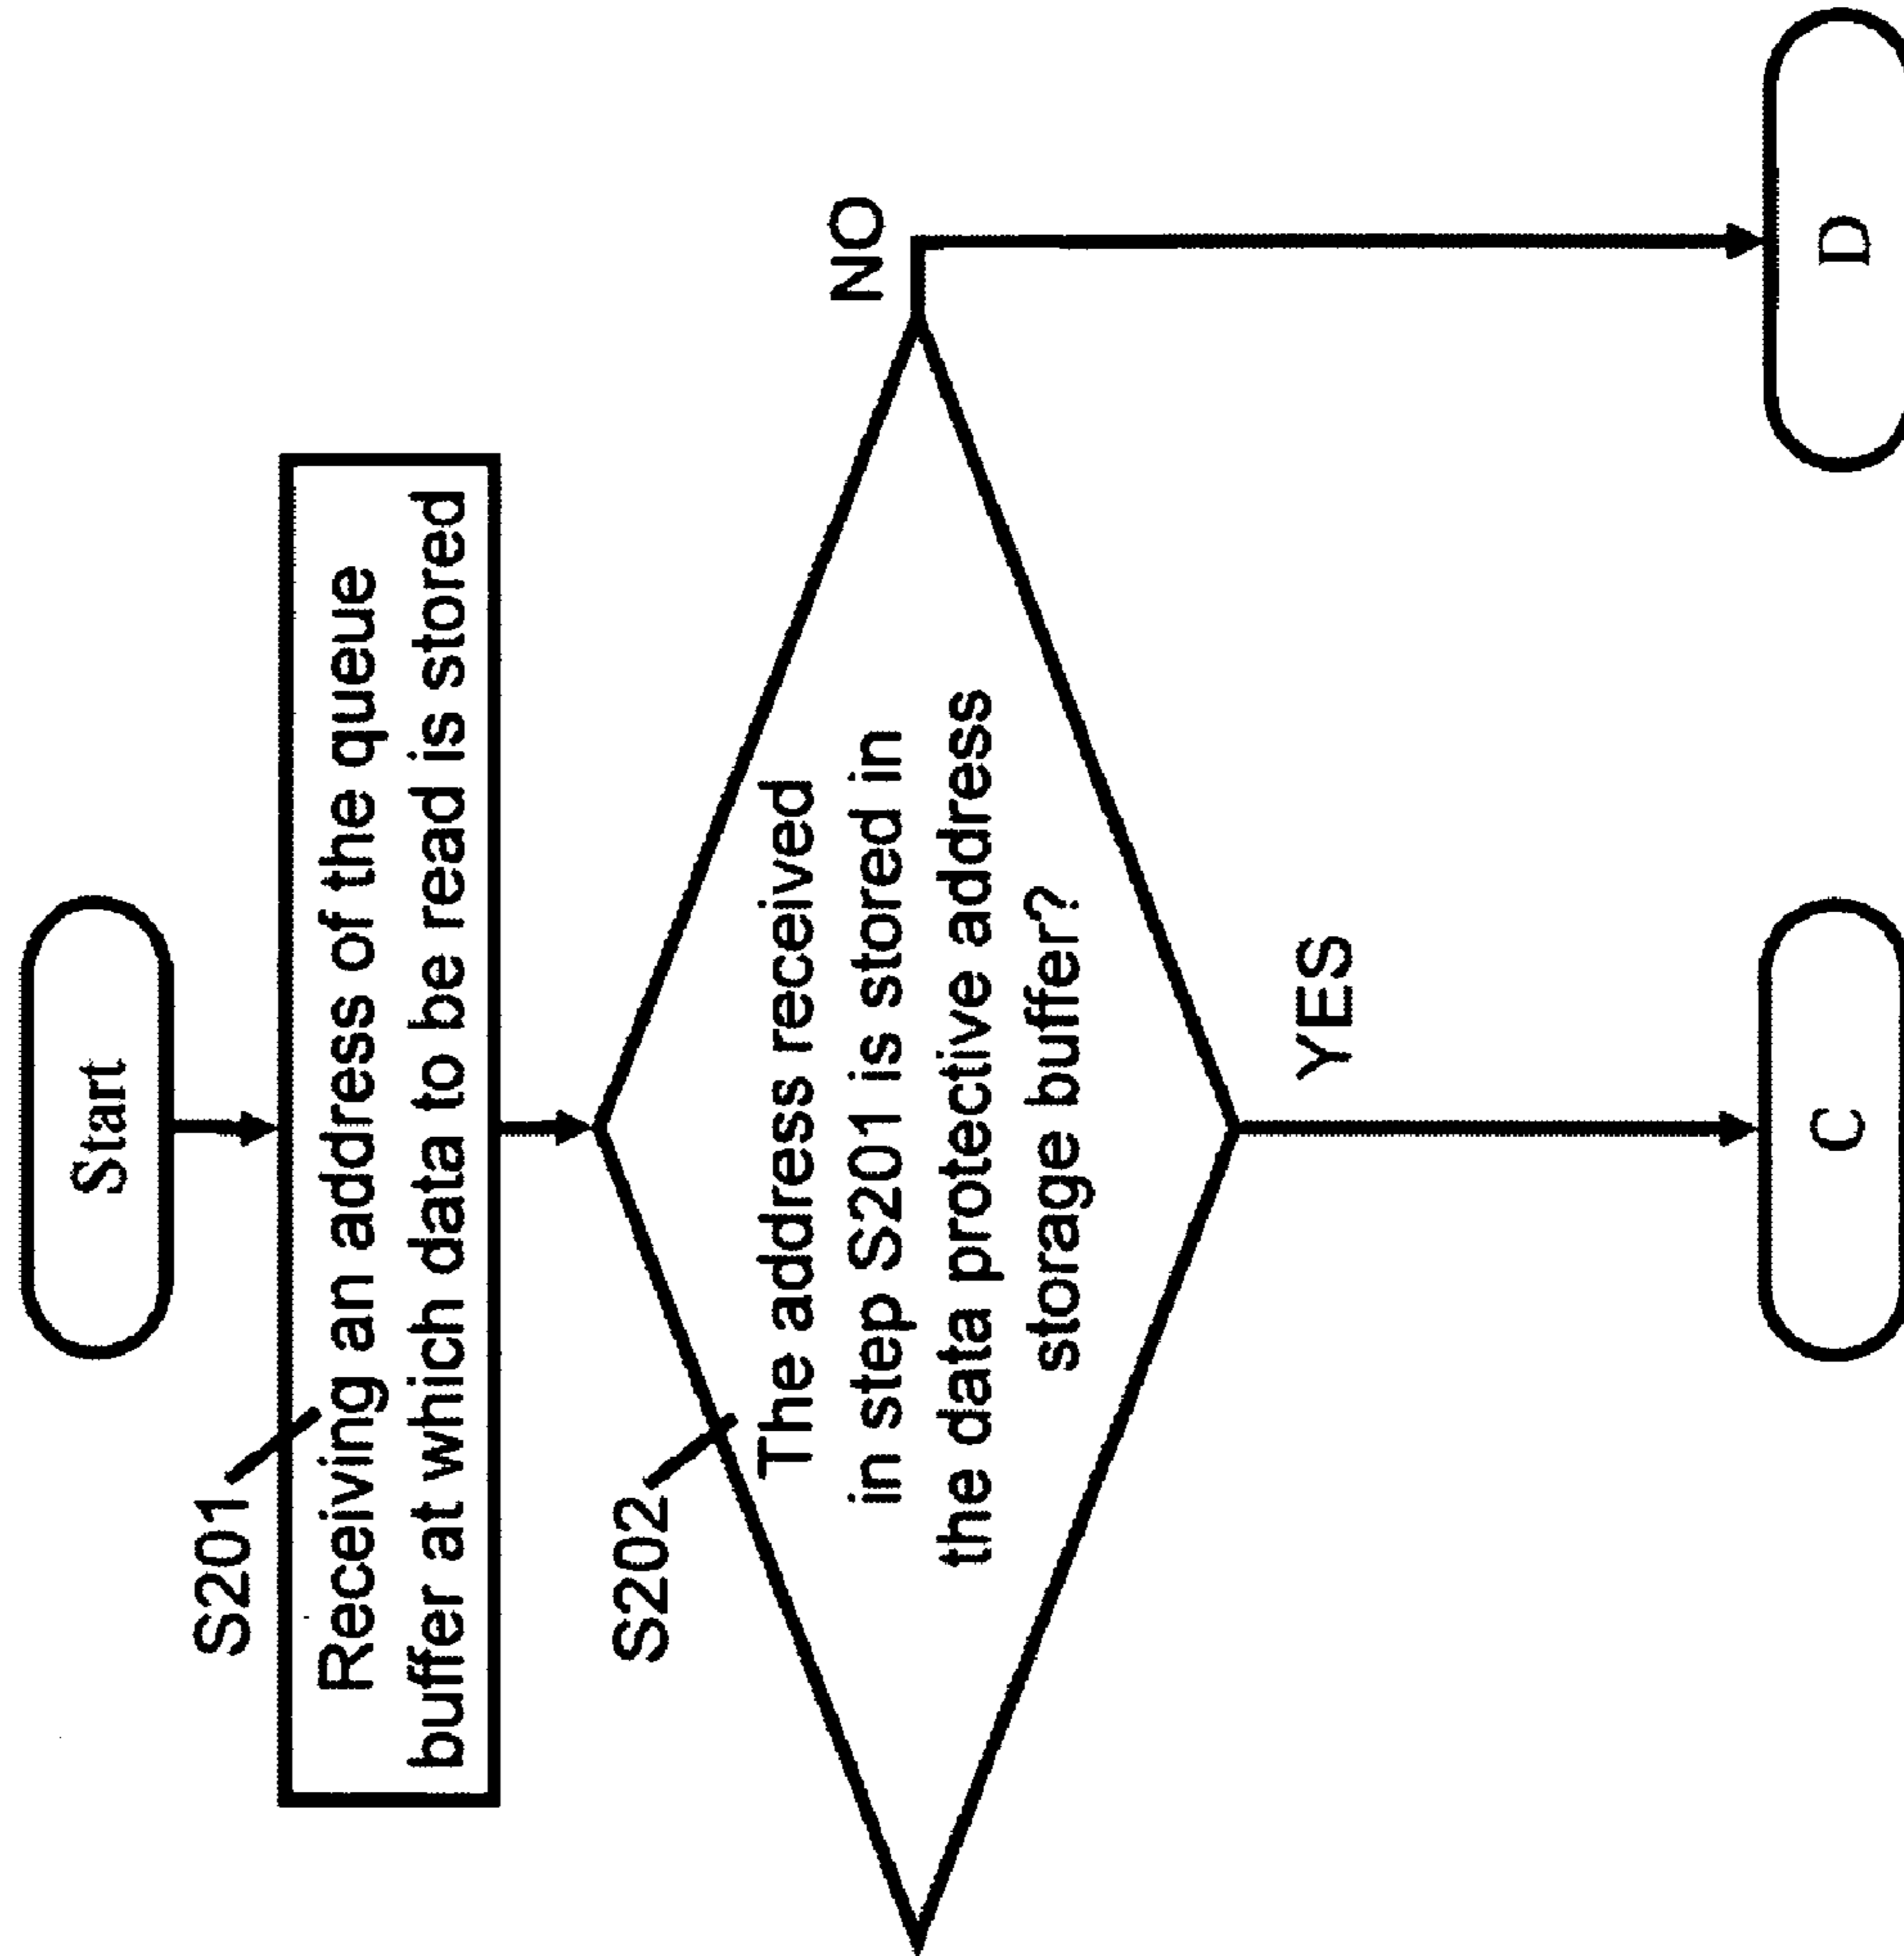 Start
S201
Receiving an address of the queue
buffer at which data to be read is stored
S202
The address received
in step S201 is stored in
the data protective address
storage buffer?
NO
YES
C
D